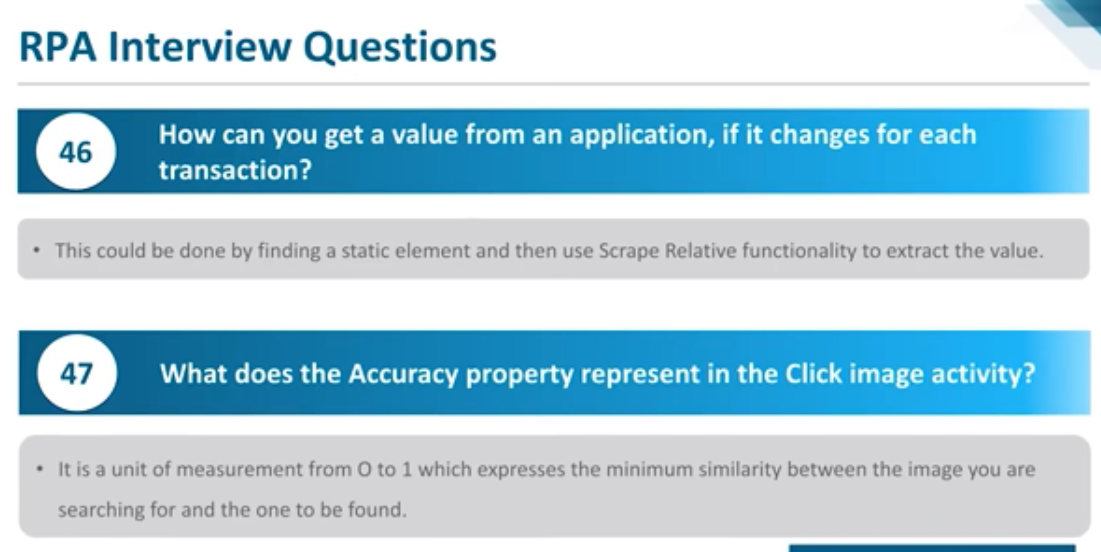 RPA Interview Questions
46
How can you get a value from an application, if it changes for each
transaction?
• This could be done by finding a static element and then use Scrape Relative functionality to extract the value.
47
What does the Accuracy property represent in the Click image activity?
• It is a unit of measurement from O to 1 which expresses the minimum similarity between the image you are
searching for and the one to be found.